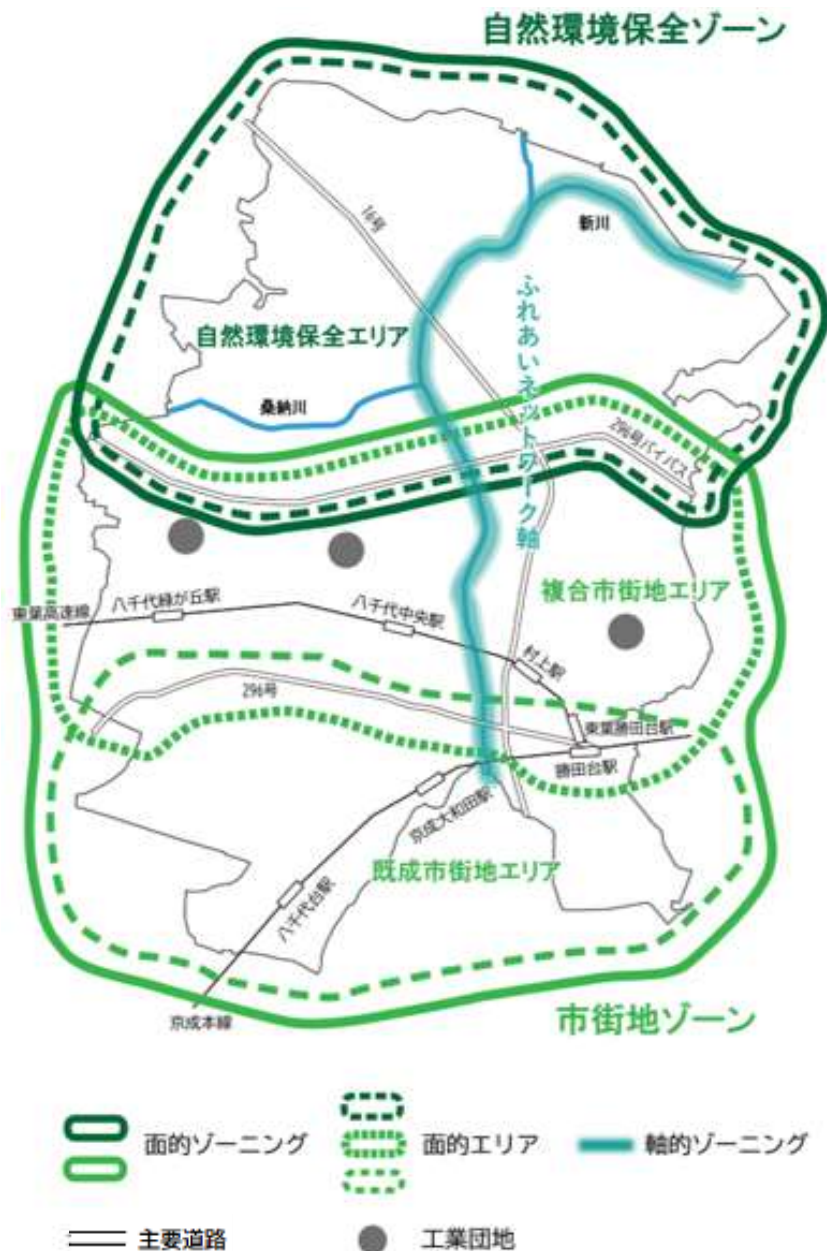 自然環境保全ゾーン
16号
新川
ふれあいネットワーク軸
自然環境保全エリア
桑納川
296号バイパス
複合市街地エリア
東葉高速線
八千代緑が丘駅
八千代中央駅
村上駅
296号
東葉勝田台駅
勝田台駅
京成大和田駅
既成市街地エリア
八千代台駅
京成本線
市街地ゾーン
面的ゾーニング
面的エリア
軸的ゾーニング
主要道路
工業団地